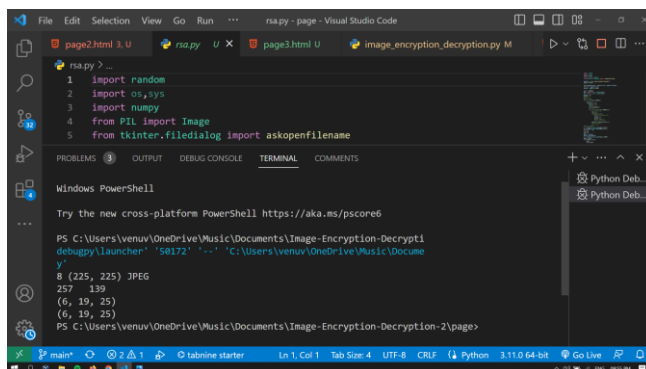 File Edit Selection View Go Run ··· rsa.py - page - Visual Studio Code
page2.html 3, U rsa.py U page3.html U image_encryption_decryption.py M
rsa.py > ...
1 import random
2 import os,sys
3 import numpy
4 from PIL import Image
5 from tkinter.filedialog import askopenfilename
PROBLEMS 3 OUTPUT DEBUG CONSOLE TERMINAL COMMENTS
Python Deb...
Python Deb...
Windows PowerShell
Try the new cross-platform PowerShell https://aka.ms/pscore6
PS C:\Users\venuv\OneDrive\Music\Documents\Image-Encryption-Decrypti
debugpy\launcher' '50172' '--' 'C:\Users\venuv\OneDrive\Music\Docume
y'
8 (225, 225) JPEG
257 139
(6, 19, 25)
(6, 19, 25)
PS C:\Users\venuv\OneDrive\Music\Documents\Image-Encryption-Decryption-2\page>
32
4
main* 2 1 tabnine starter Ln 1, Col 1 Tab Size: 4 UTF-8 CRLF Python 3.11.0 64-bit Go Live